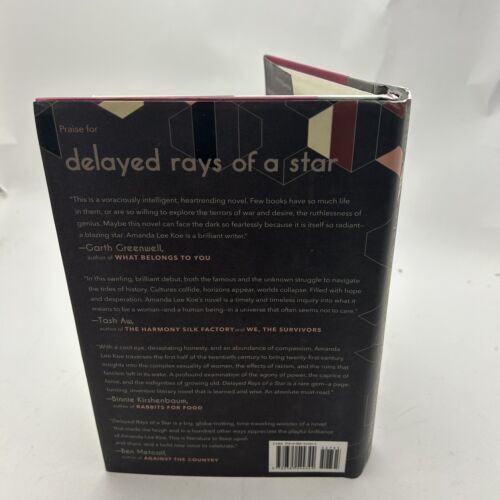 Praise for
delayed rays of a star
"This is a voraciously intelligent, heartrending novel. Few books have so much life
in them, or are so willing to explore the terrors of war and desire, the ruthlessness of
genius. Maybe this novel can face the dark so fearlessly because it is itself so radiant—
a blazing star. Amanda Lee Koe is a brilliant writer."
—Garth Greenwell,
author of WHAT BELONGS TO YOU
"In this swirling, brilliant debut, both the famous and the unknown struggle to navigate
the tides of history. Cultures collide, horizons appear, worlds collapse. Filled with hope
and desperation, Amanda Lee Koe's novel is a timely and timeless inquiry into what it
means to be a woman—and a human being—in a universe that often seems not to care."
—Tash Aw,
author of THE HARMONY SILK FACTORY and WE, THE SURVIVORS
"With a cool eye, devastating honesty, and an abundance of compassion, Amanda
Lee Koe traverses the first half of the twentieth century to bring twenty-first-century
insights into the complex sexuality of women, the effects of racism, and the ruins that
fascism left in its wake. A profound examination of the agony of power, the caprice of
fame, and the indignities of growing old. Delayed Rays of a Star is a rare gem—a page-
turning, inventive literary novel that is learned and wise. An absolute must-read."
—Binnie Kirshenbaum,
author of RABBITS FOR FOOD
"Delayed Rays of a Star is a big, globe-trotting, time-traveling wonder of a novel
that made me laugh and in a hundred other ways appreciate the playful brilliance
of Amanda Lee Koe. This is literature to feast upon
and share, and a bold new voice to celebrate."
—Ben Metcalf,
author of AGAINST THE COUNTRY